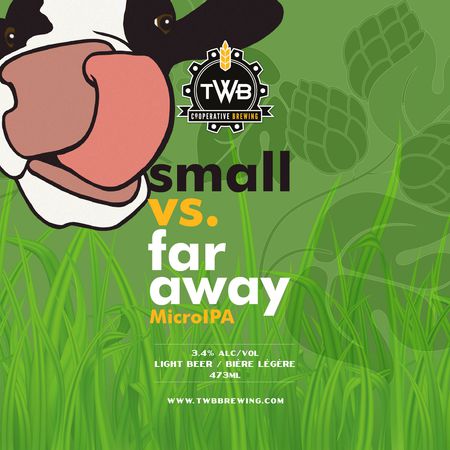 TWB
COOPERATIVE BREWING
small
vs.
far
away
MicroIPA
3.4% ALC/VOL
LIGHT BEER / BIÈRE LÉGÈRE
473ML
WWW.TWBBREWING.COM